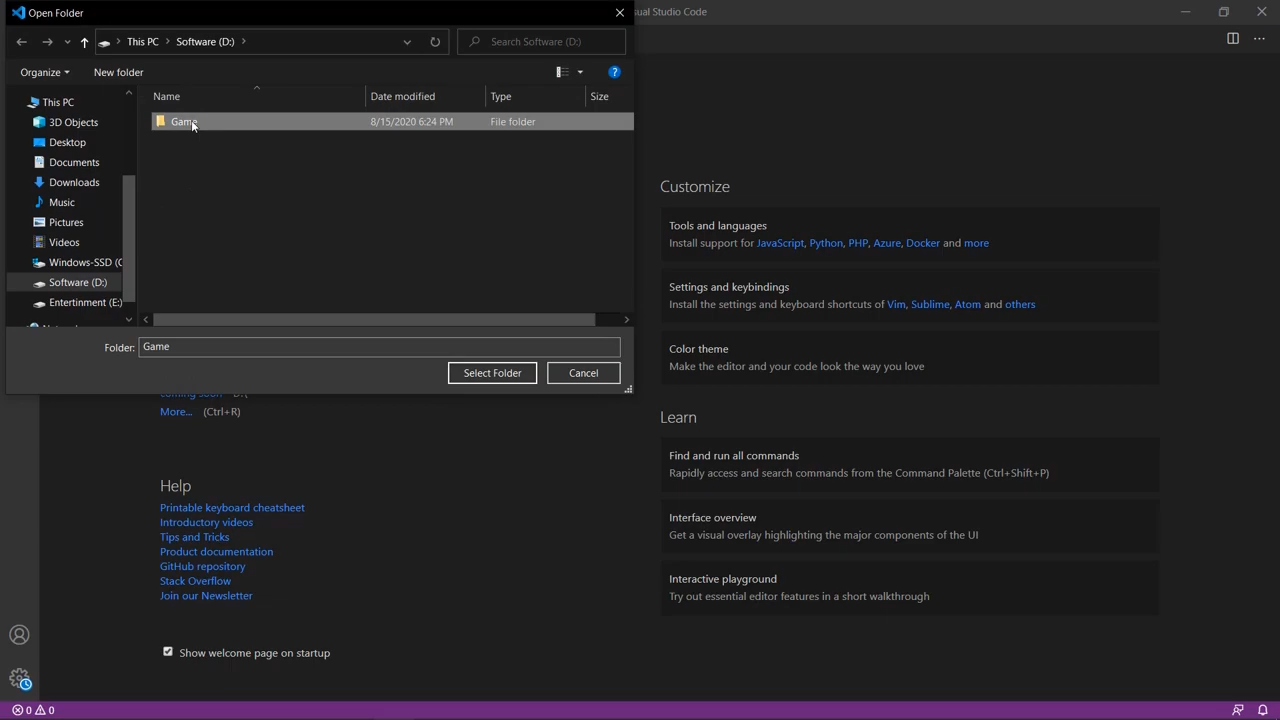 Open Folder
sual Studio Code
This PC
Software (D:)
Search Software (D:)
Organize
New folder
Name
Date modified
Type
Size
This PC
3D Objects
Desktop
Documents
Downloads
Music
Pictures
Videos
Windows-SSD (C
Software (D:)
Entertinment (E:)
Game
8/15/2020 6:24 PM
File folder
Folder:
Game
Select Folder
Cancel
More... (Ctrl+R)
Help
Printable keyboard cheatsheet
Introductory videos
Tips and Tricks
Product documentation
GitHub repository
Stack Overflow
Join our Newsletter
Show welcome page on startup
Customize
Tools and languages
Install support for JavaScript, Python, PHP, Azure, Docker and more
Settings and keybindings
Install the settings and keyboard shortcuts of Vim, Sublime, Atom and others
Color theme
Make the editor and your code look the way you love
Learn
Find and run all commands
Rapidly access and search commands from the Command Palette (Ctrl+Shift+P)
Interface overview
Get a visual overlay highlighting the major components of the UI
Interactive playground
Try out essential editor features in a short walkthrough
0 0